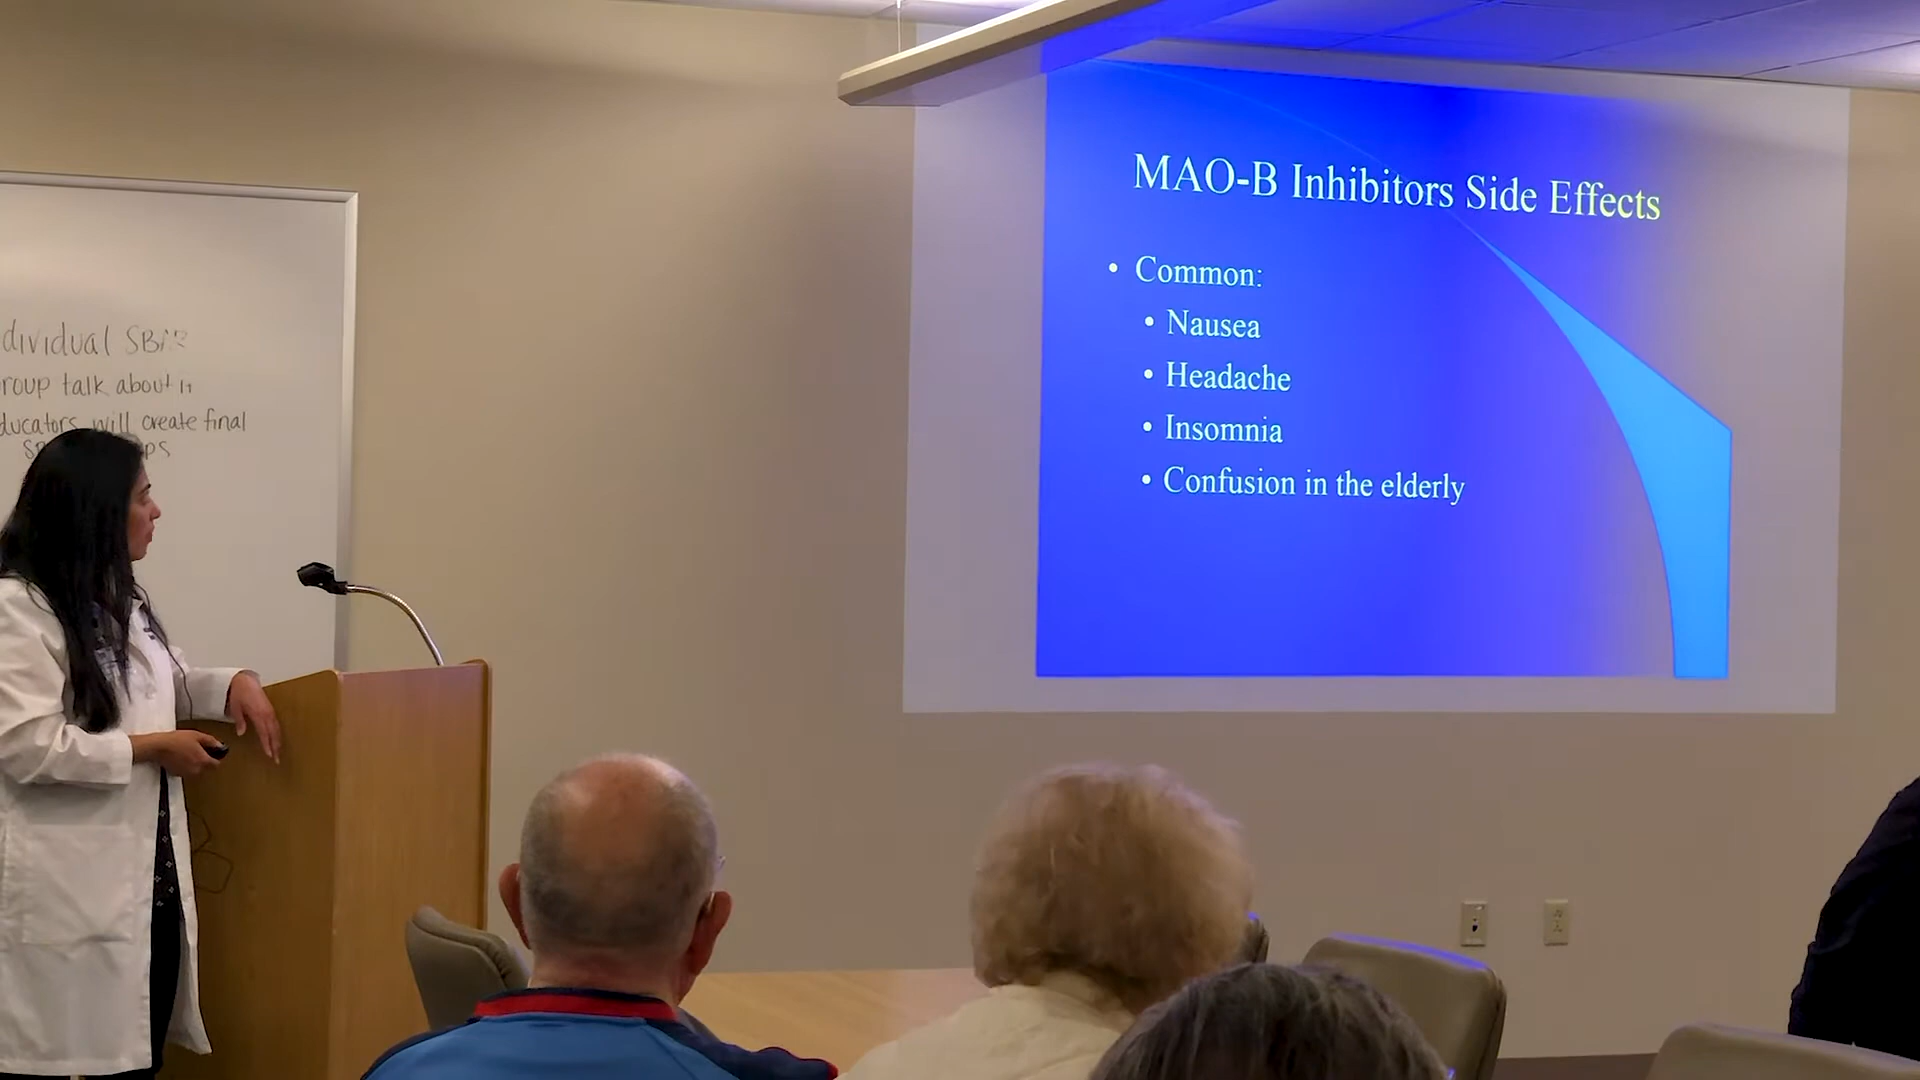 dividual
roup talk about it
ducators will create final
MAO-B Inhibitors Side Effects
• Common:
• Nausea
• Headache
• Insomnia
• Confusion in the elderly